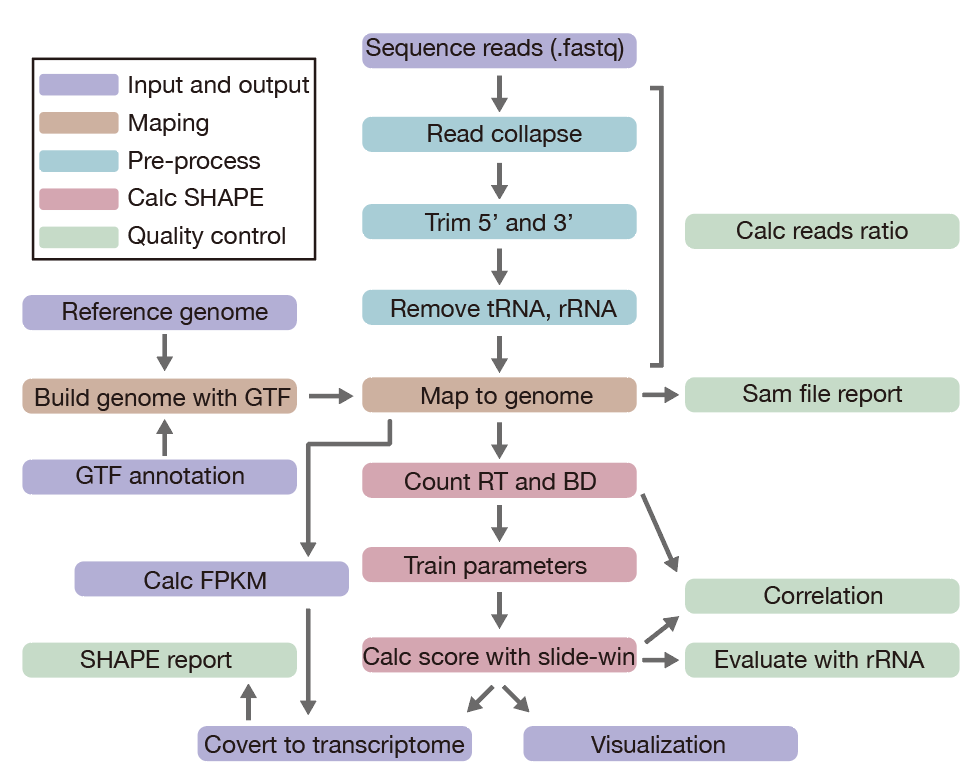 Sequence reads (.fastq)
Input and output
Maping
Pre-process
Calc SHAPE
Quality control
Read collapse
Trim 5’ and 3’
Calc reads ratio
Remove tRNA, rRNA
Reference genome
Build genome with GTF
Map to genome
Sam file report
GTF annotation
Count RT and BD
Calc FPKM
Train parameters
Correlation
SHAPE report
Calc score with slide-win
Evaluate with rRNA
Covert to transcriptome
Visualization